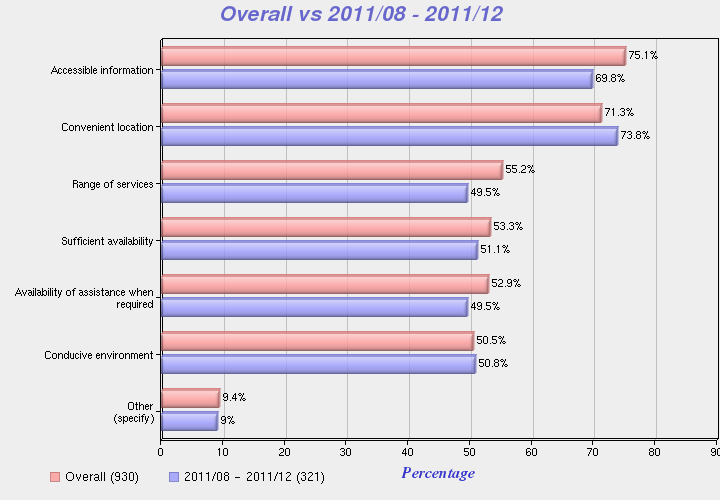 Overall vs 2011/08 - 2011/12
Accessible information
75.1%
69.8%
Convenient location
71.3%
73.8%
Range of services
55.2%
49.5%
Sufficient availability
53.3%
51.1%
Availability of assistance when
required
52.9%
49.5%
Conducive environment
50.5%
50.8%
Other
(specify)
9.4%
9%
0 10 20 30 40 50 60 70 80 90
Percentage
Overall (930) 2011/08 - 2011/12 (321)